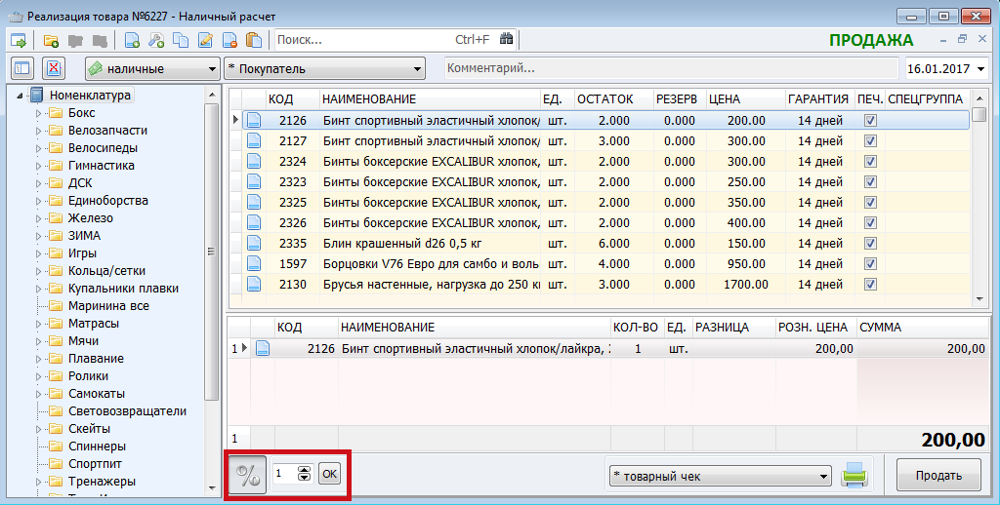 Реализация товара №6227 - Наличный расчет
Поиск... Ctrl+F ПРОДАЖА
наличные * Покупатель Комментарий... 16.01.2017
Номенклатура
Бокс
Велозапчасти
Велосипеды
Гимнастика
ДСК
Единоборства
Железо
ЗИМА
Игры
Кольца/сетки
Купальники плавки
Маринина все
Матрасы
Мячи
Плавание
Ролики
Самокаты
Световозвращатели
Скейты
Спиннеры
Спортпит
Тренажеры
КОД НАИМЕНОВАНИЕ ЕД. ОСТАТОК РЕЗЕРВ ЦЕНА ГАРАНТИЯ ПЕЧ. СПЕЦГРУППА
2126 Бинт спортивный эластичный хлопок/ шт. 2.000 0.000 200.00 14 дней
2127 Бинт спортивный эластичный хлопок/ шт. 3.000 0.000 300.00 14 дней
2324 Бинты боксерские EXCALIBUR хлопок, шт. 2.000 0.000 300.00 14 дней
2323 Бинты боксерские EXCALIBUR хлопок, шт. 2.000 0.000 250.00 14 дней
2325 Бинты боксерские EXCALIBUR хлопок, шт. 2.000 0.000 350.00 14 дней
2326 Бинты боксерские EXCALIBUR хлопок, шт. 2.000 0.000 400.00 14 дней
2335 Блин крашенный d26 0,5 кг шт. 6.000 0.000 150.00 14 дней
1597 Борцовки V76 Евро для самбо и воль шт. 4.000 0.000 950.00 14 дней
2130 Брусья настенные, нагрузка до 250 кг шт. 3.000 0.000 1700.00 14 дней
КОД НАИМЕНОВАНИЕ КОЛ-ВО ЕД. РАЗНИЦА РОЗН. ЦЕНА СУММА
1 2126 Бинт спортивный эластичный хлопок/лайкра, 1 шт. 200,00 200,00
1 200,00
% 1 OK * товарный чек Продать